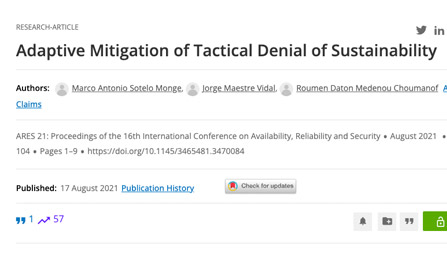 RESEARCH-ARTICLE
Adaptive Mitigation of Tactical Denial of Sustainability
Authors: Marco Antonio Sotelo Monge, Jorge Maestre Vidal, Roumen Daton Medenou Choumanof
Claims
ARES 21: Proceedings of the 16th International Conference on Availability, Reliability and Security • August 2021 •
104 • Pages 1–9 • https://doi.org/10.1145/3465481.3470084
Published: 17 August 2021 Publication History Check for updates
1 57